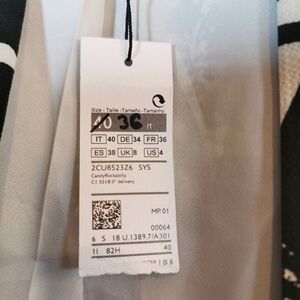 Size - Taille - Tamaño - Tamanho
40 36 IT
IT 40 DE 34 FR 36
ES 38 UK 8 US 4
2CU8523Z6 SYS
CandyRockabilly
C1 SS18 5° delivery
MP. 01
00064
6 S 18 U.1389.7/A301
11 82H 40